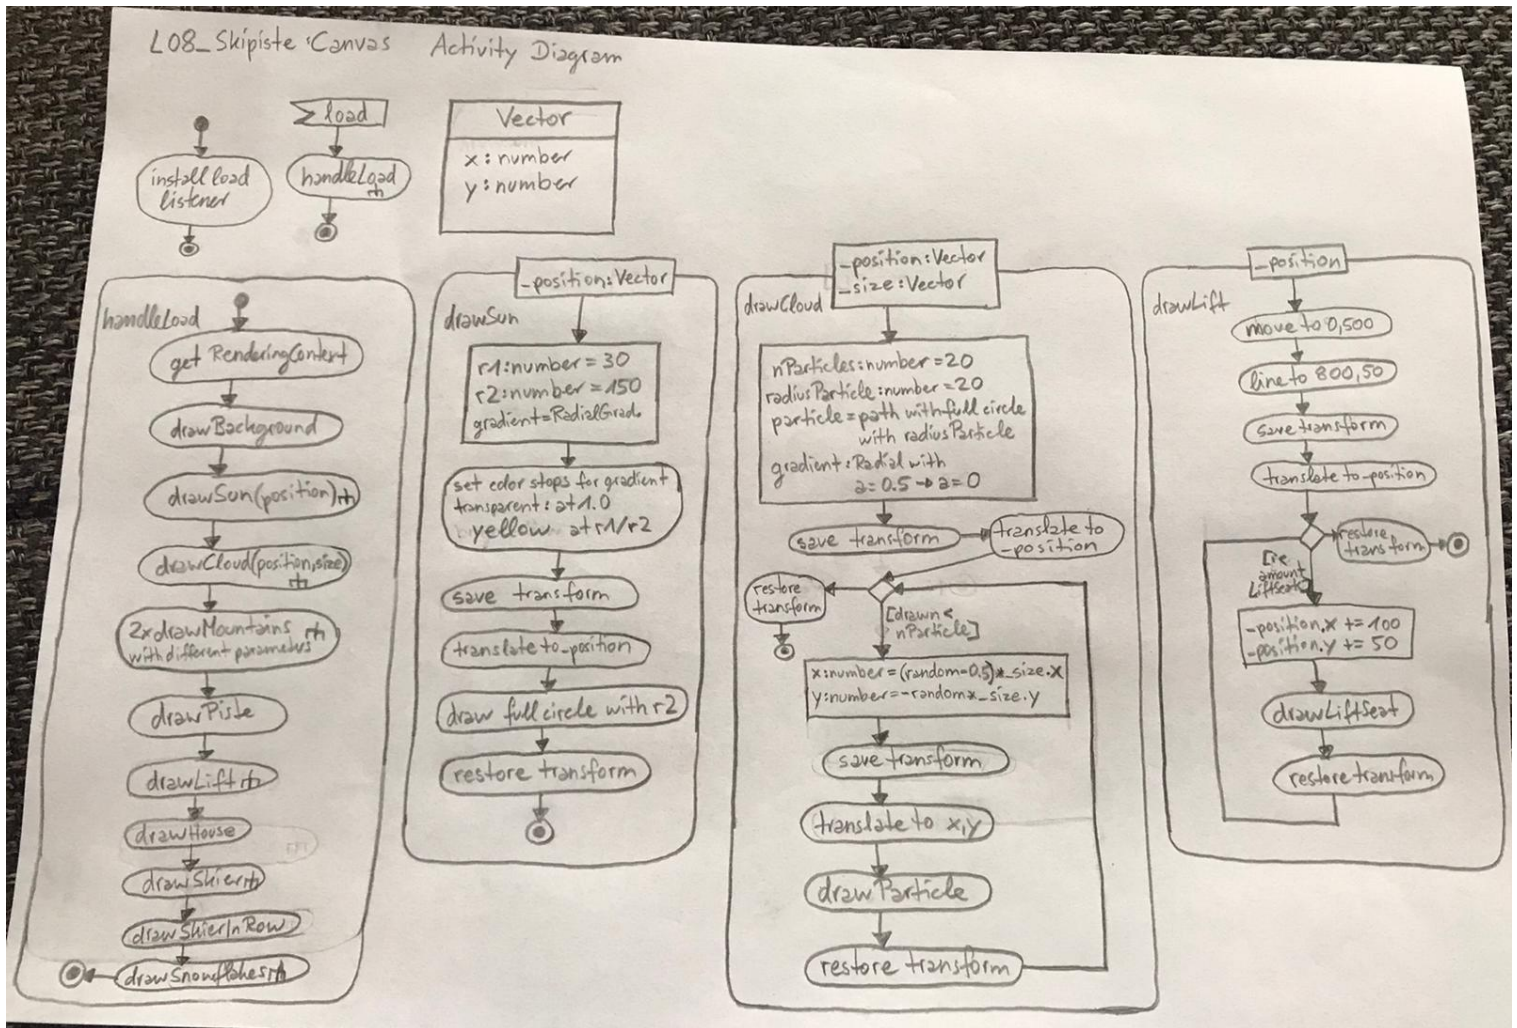 L08_Skipiste :Canvas Activity Diagram
install load
listener
load
handleLoad
Vector
x: number
y: number
handleLoad
get RenderingContext
drawBackground
drawSun(position)
drawCloud(position,size)
2x drawMountains
with different parameters
drawPiste
drawLift
drawHouse
drawSkier
drawSkierInRow
drawSnowflakes
_position: Vector
drawSun
r1: number = 30
r2: number = 150
gradient = RadialGrad.
set color stops for gradient
transparent: at 1.0
yellow at r1/r2
save transform
translate to _position
draw full circle with r2
restore transform
_position: Vector
_size: Vector
drawCloud
nParticles: number = 20
radiusParticle: number = 20
particle = path with full circle
with radiusParticle
gradient: Radial with
a = 0.5 → a = 0
save transform
translate to
_position
restore
transform
[drawn <
nParticle]
x: number = (random-0.5)*_size.x
y: number = -random*_size.y
save transform
translate to x,y
drawParticle
restore transform
_position
drawLift
move to 0,500
line to 800,50
save transform
translate to _position
restore
transform
amount
LiftSeat
_position.x += 100
_position.y += 50
drawLiftSeat
restore transform